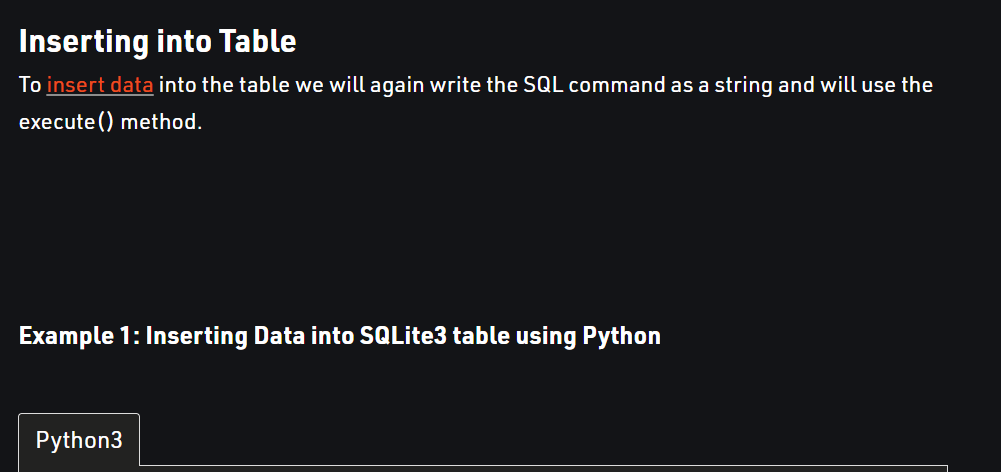 Inserting into Table
To insert data into the table we will again write the SQL command as a string and will use the
execute() method.
Example 1: Inserting Data into SQLite3 table using Python
Python3